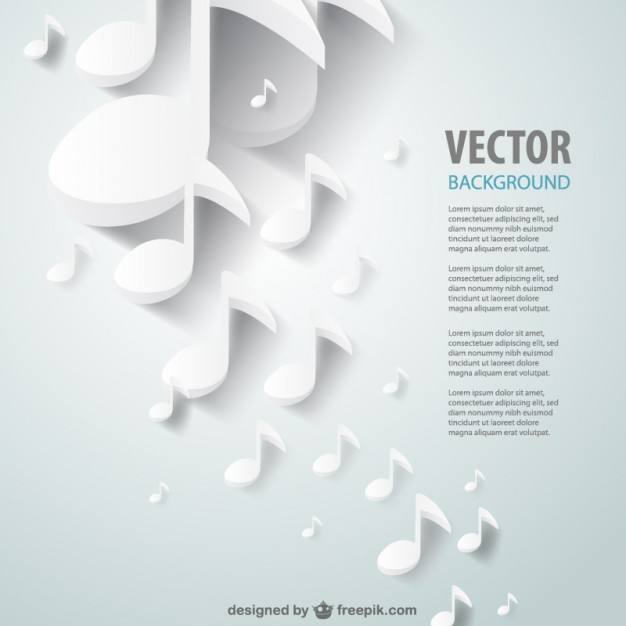 VECTOR
BACKGROUND
Lorem ipsum dolor sit amet,
consectetur adipiscing elit, sed
diam nonummy nibh euismod
tincidunt ut laoreet dolore
magna aliquam erat volutpat.
Lorem ipsum dolor sit amet,
consectetuer adipiscing elit, sed
diam nonummy nibh euismod
tincidunt ut laoreet dolore
magna aliquam erat volutpat.
Lorem ipsum dolor sit amet,
consectetuer adipiscing elit, sed
diam nonummy nibh euismod
tincidunt ut laoreet dolore
magna aliquam erat volutpat.
Lorem ipsum dolor sit amet,
consectetuer adipiscing elit, sed
diam nonummy nibh euismod
tincidunt ut laoreet dolore
magna aliquam erat volutpat.
designed by freepik.com